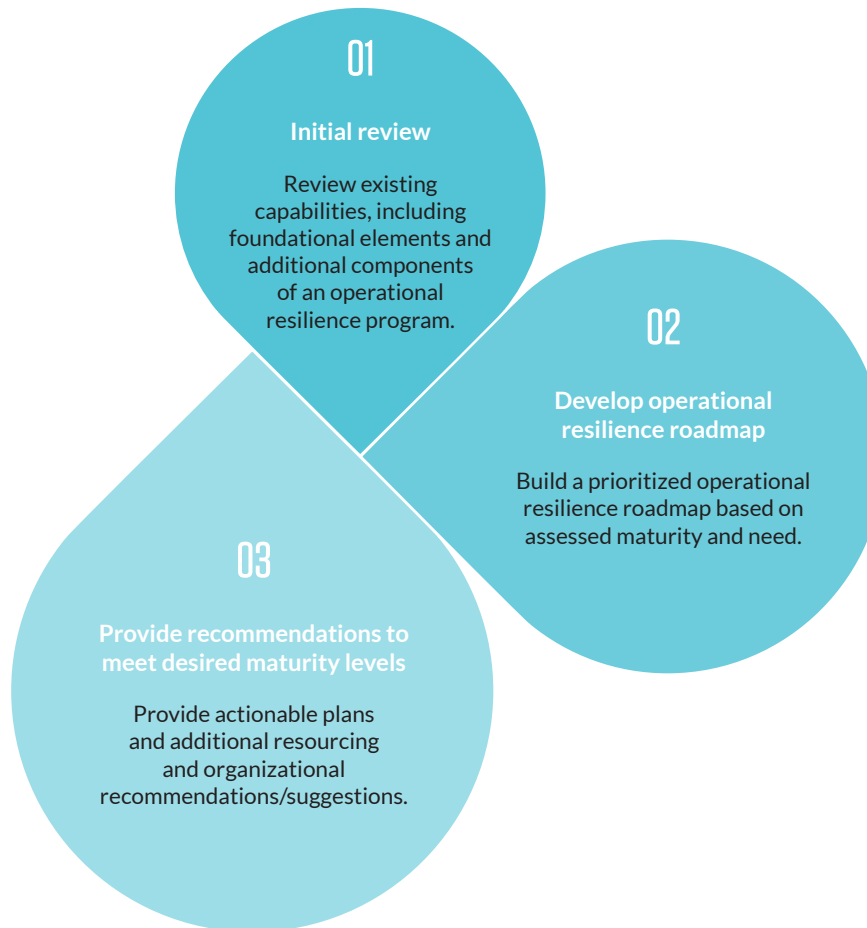 01
Initial review
Review existing
capabilities, including
foundational elements and
additional components
of an operational
resilience program.
02
Develop operational
resilience roadmap
Build a prioritized operational
resilience roadmap based on
assessed maturity and need.
03
Provide recommendations to
meet desired maturity levels
Provide actionable plans
and additional resourcing
and organizational
recommendations/suggestions.